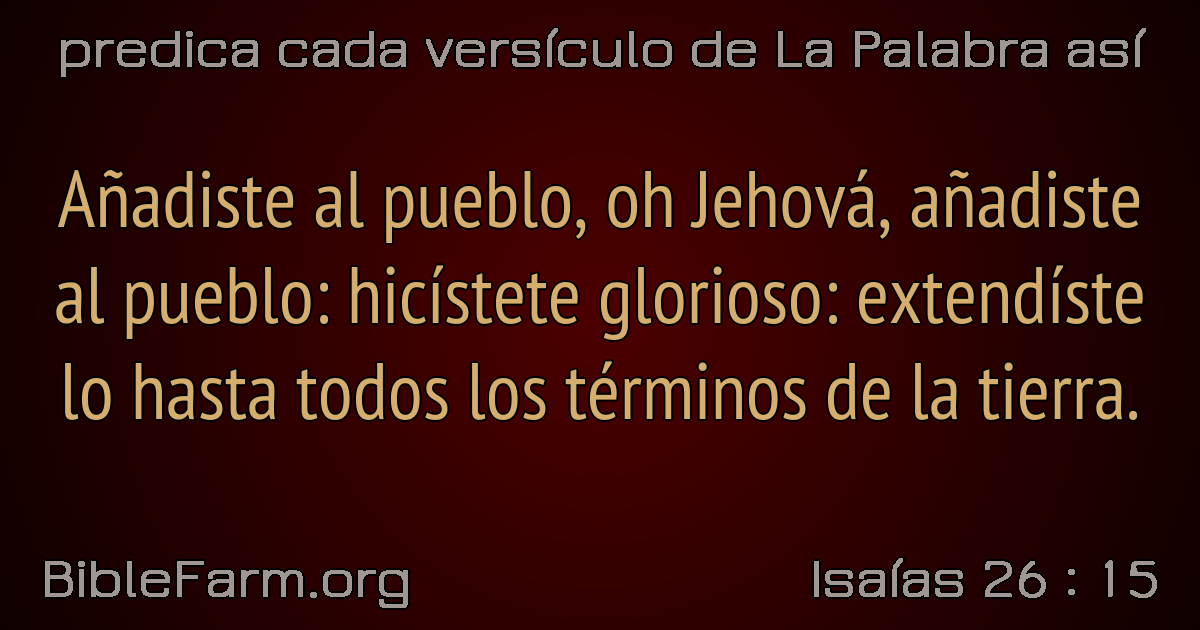 predica cada versículo de La Palabra así
Añadiste al pueblo, oh Jehová, añadiste
al pueblo: hicístete glorioso: extendíste
lo hasta todos los términos de la tierra.
BibleFarm.org
Isaías 26 : 15